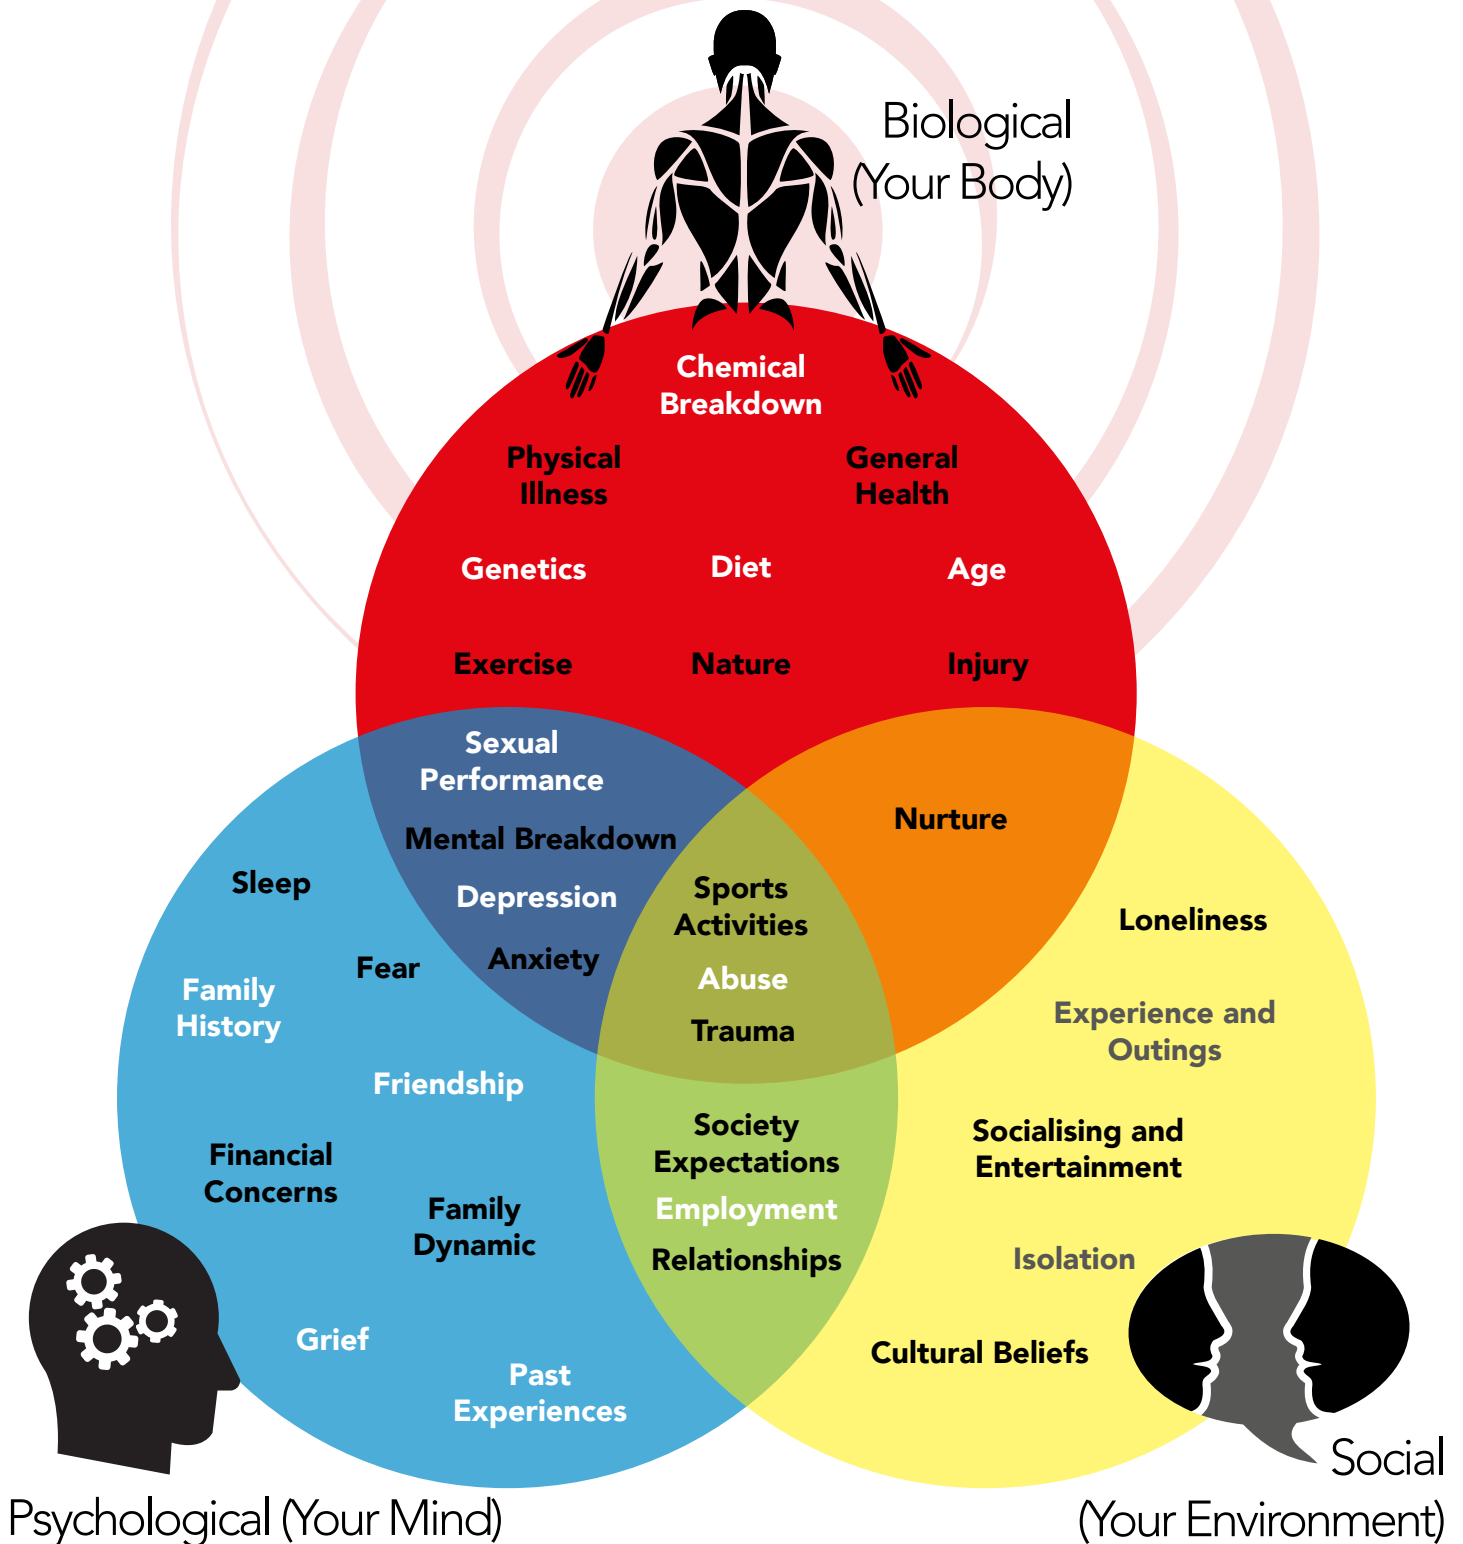 Biological
(Your Body)
Chemical
Breakdown
Physical
Illness
General
Health
Genetics
Diet
Age
Exercise
Nature
Injury
Sexual
Performance
Mental Breakdown
Depression
Anxiety
Nurture
Sports
Activities
Abuse
Trauma
Sleep
Fear
Family
History
Friendship
Financial
Concerns
Family
Dynamic
Grief
Past
Experiences
Society
Expectations
Employment
Relationships
Loneliness
Experience and
Outings
Socialising and
Entertainment
Isolation
Cultural Beliefs
Psychological (Your Mind)
Social
(Your Environment)